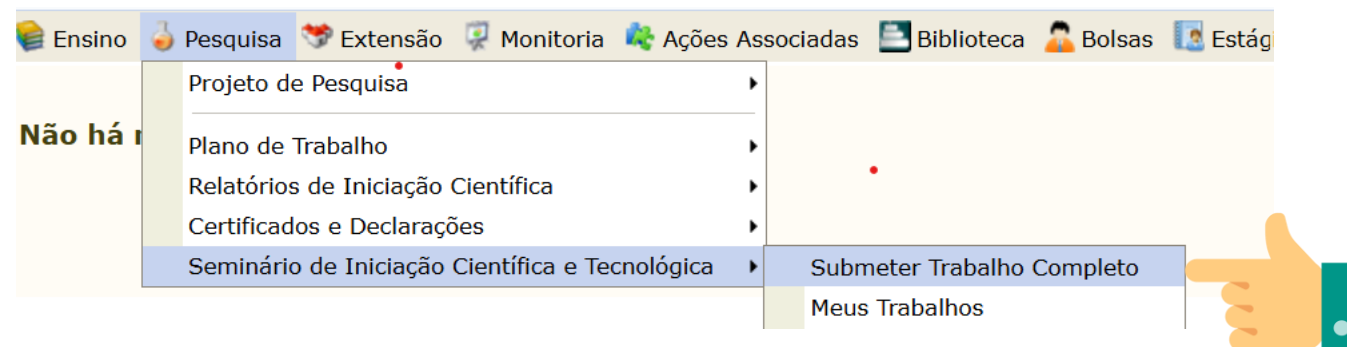 Ensino Pesquisa Extensão Monitoria Ações Associadas Biblioteca Bolsas Estág
Projeto de Pesquisa
Não há
Plano de Trabalho
Relatórios de Iniciação Científica
Certificados e Declarações
Seminário de Iniciação Científica e Tecnológica
Submeter Trabalho Completo
Meus Trabalhos